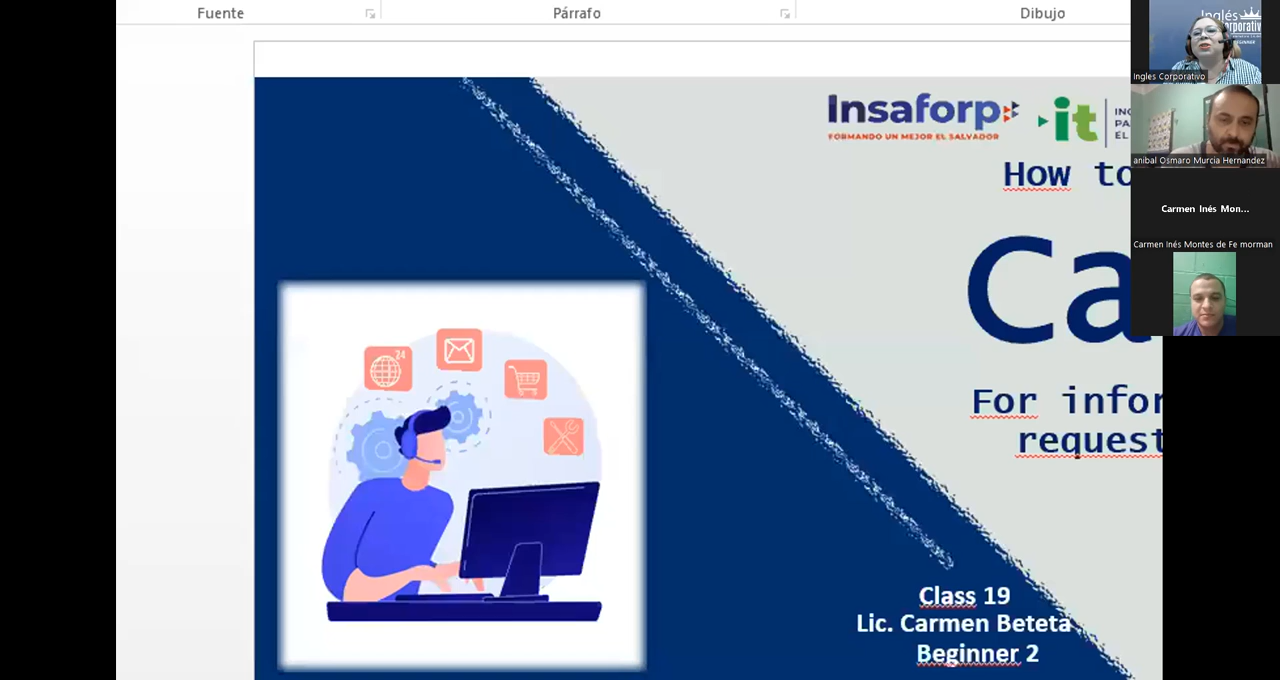 Fuente
Párrafo
Dibujo
Insaforp
FORMANDO UN MEJOR EL SALVADOR
it
How to
Ca
For infor
request
24
Class 19
Lic. Carmen Beteta
Beginner 2
Inglés
Ingles Corporativo
anibal Osmaro Murcia Hernandez
Carmen Inés Mon...
Carmen Inés Montes de Fe morman